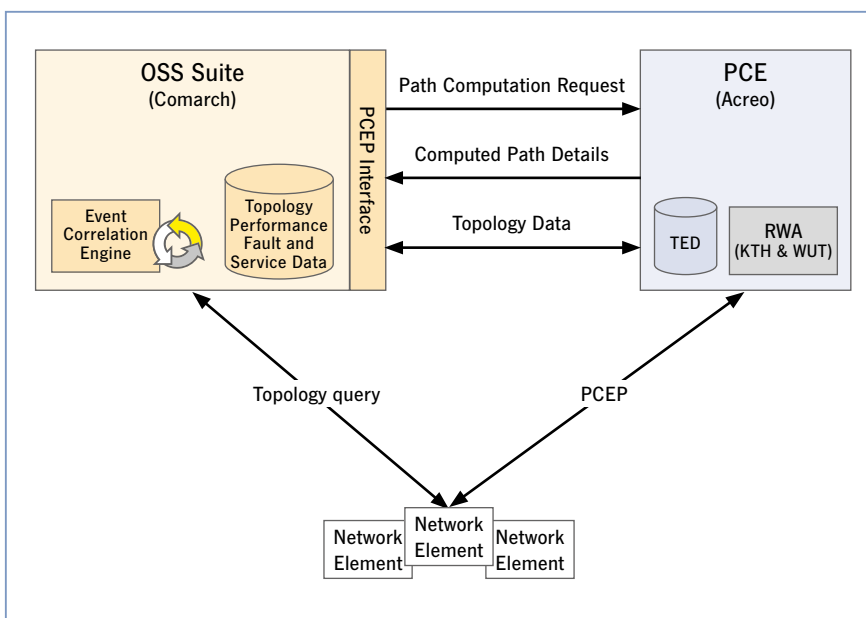 OSS Suite
(Comarch)
Event
Correlation
Engine
Topology
Performance
Fault and
Service Data
PCEP Interface
Path Computation Request
Computed Path Details
Topology Data
PCE
(Acreo)
TED
RWA
(KTH & WUT)
Topology query
PCEP
Network
Element
Network
Element
Network
Element